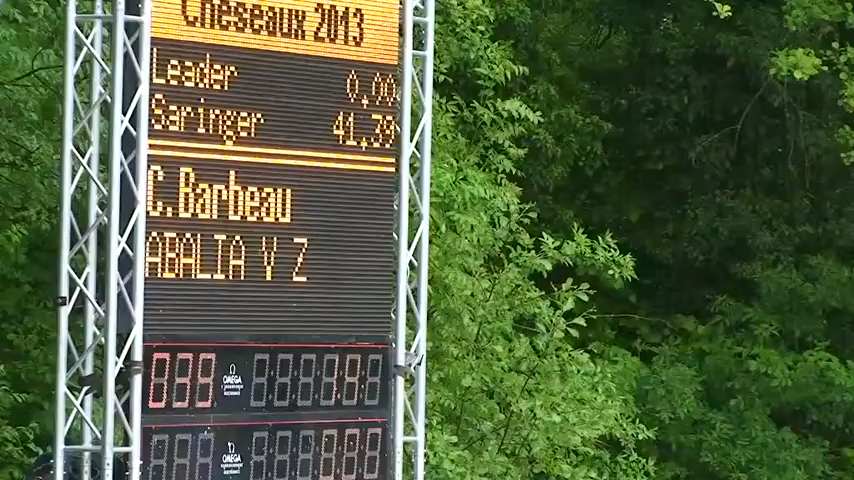 Cheseaux 2013
Leader 0.00
Saringer 41.39
C.Barbeau
ABALIA V Z
OMEGA
OMEGA